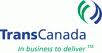 TransCanada
In business to deliver™